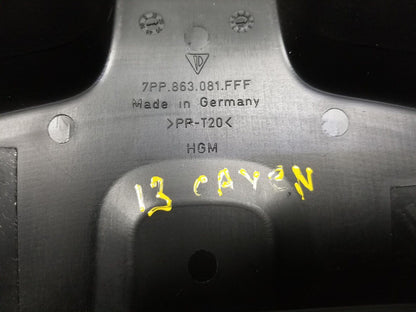 7PP.863.081.FFF
Made in Germany
>PP-T20<
HGM
13 CAYEN